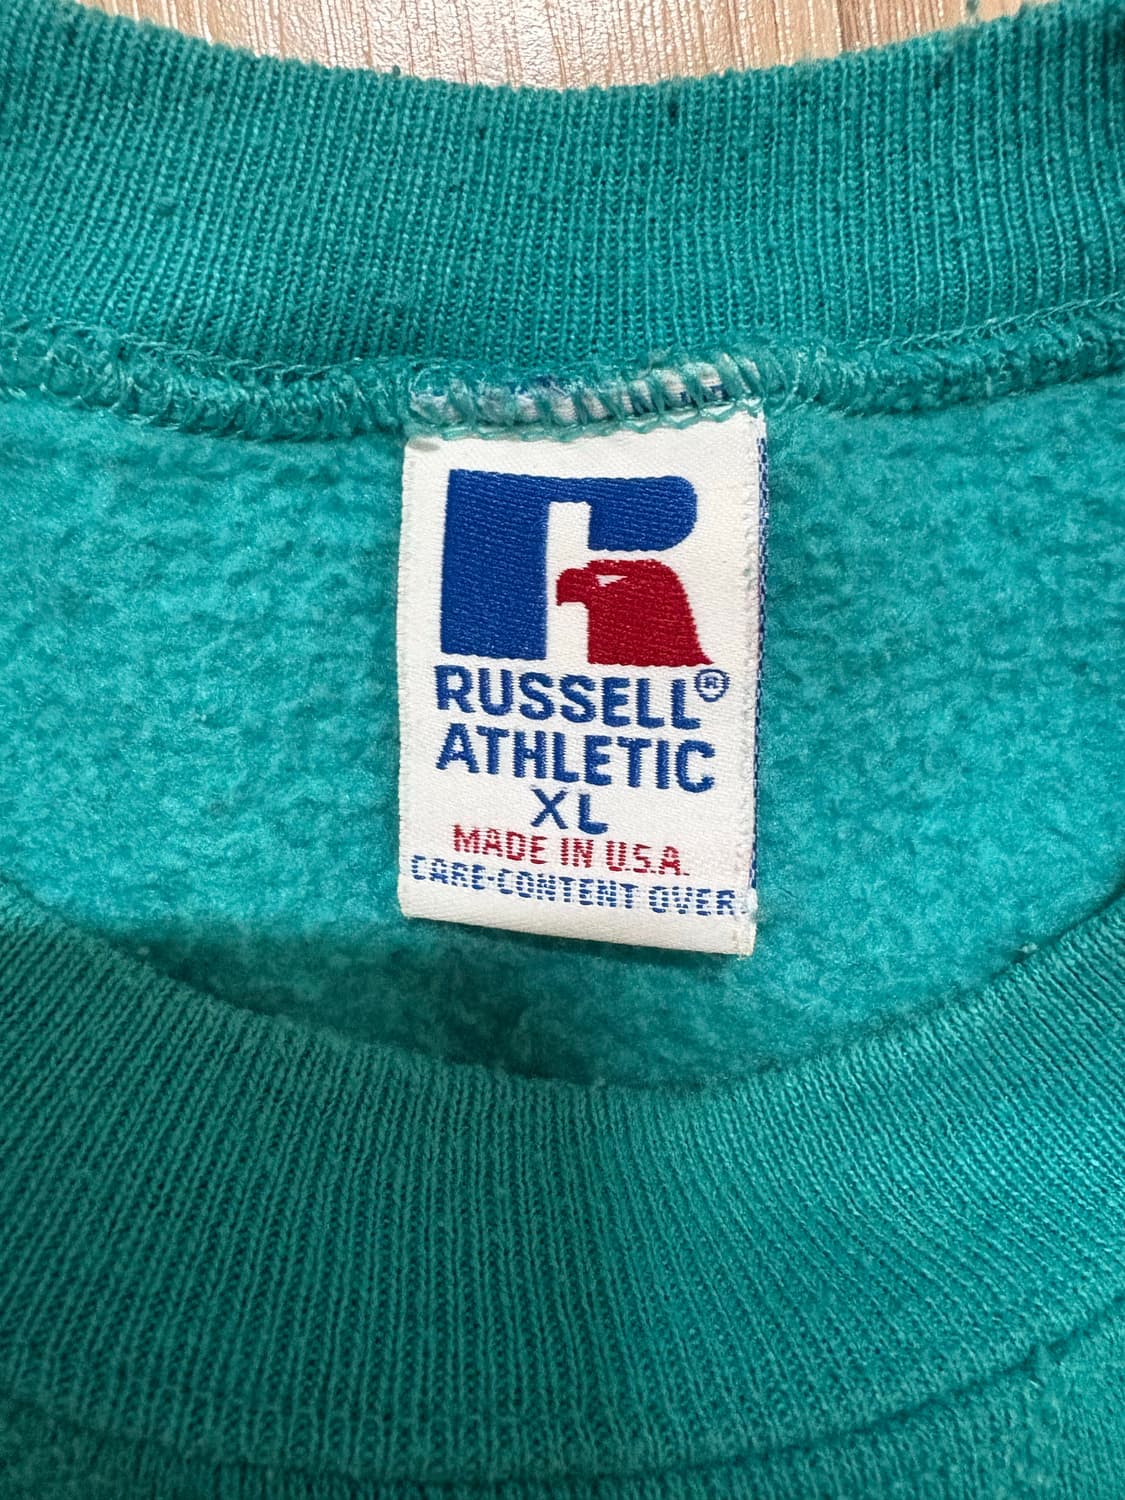 RUSSELL®
ATHLETIC
XL
MADE IN U.S.A.
CARE-CONTENT OVER